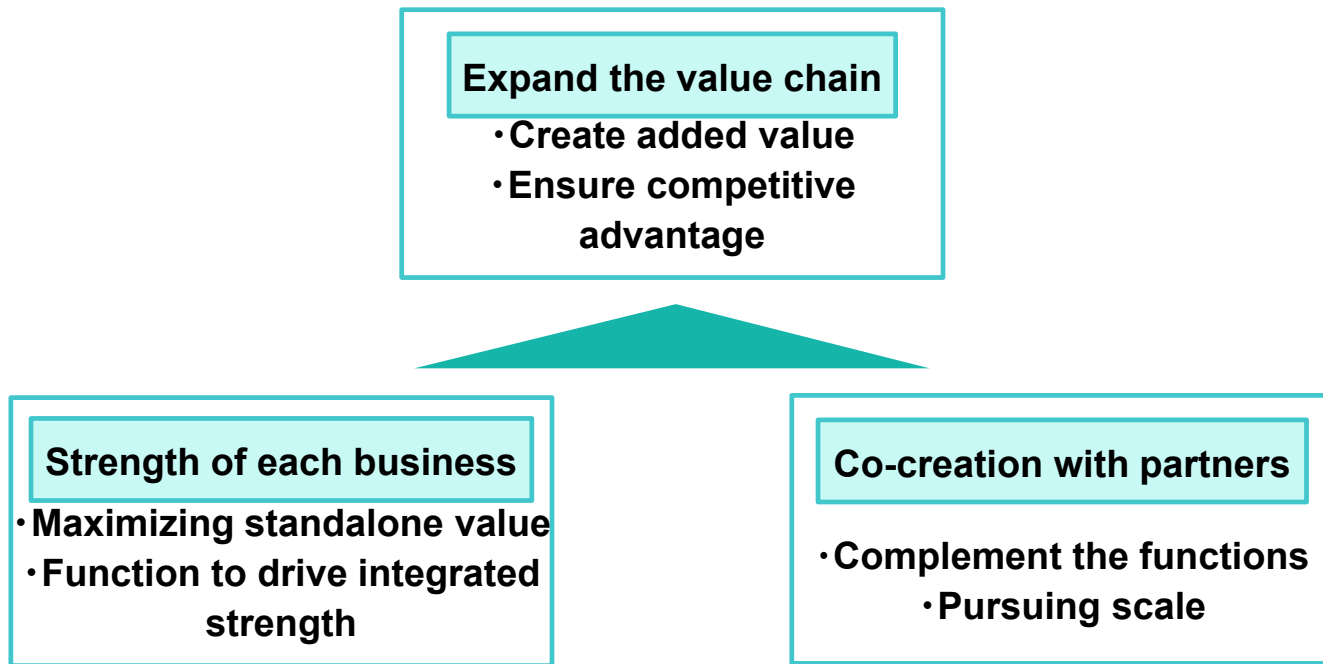 Expand the value chain
・Create added value
・Ensure competitive
advantage
Strength of each business
・Maximizing standalone value
・Function to drive integrated
strength
Co-creation with partners
・Complement the functions
・Pursuing scale